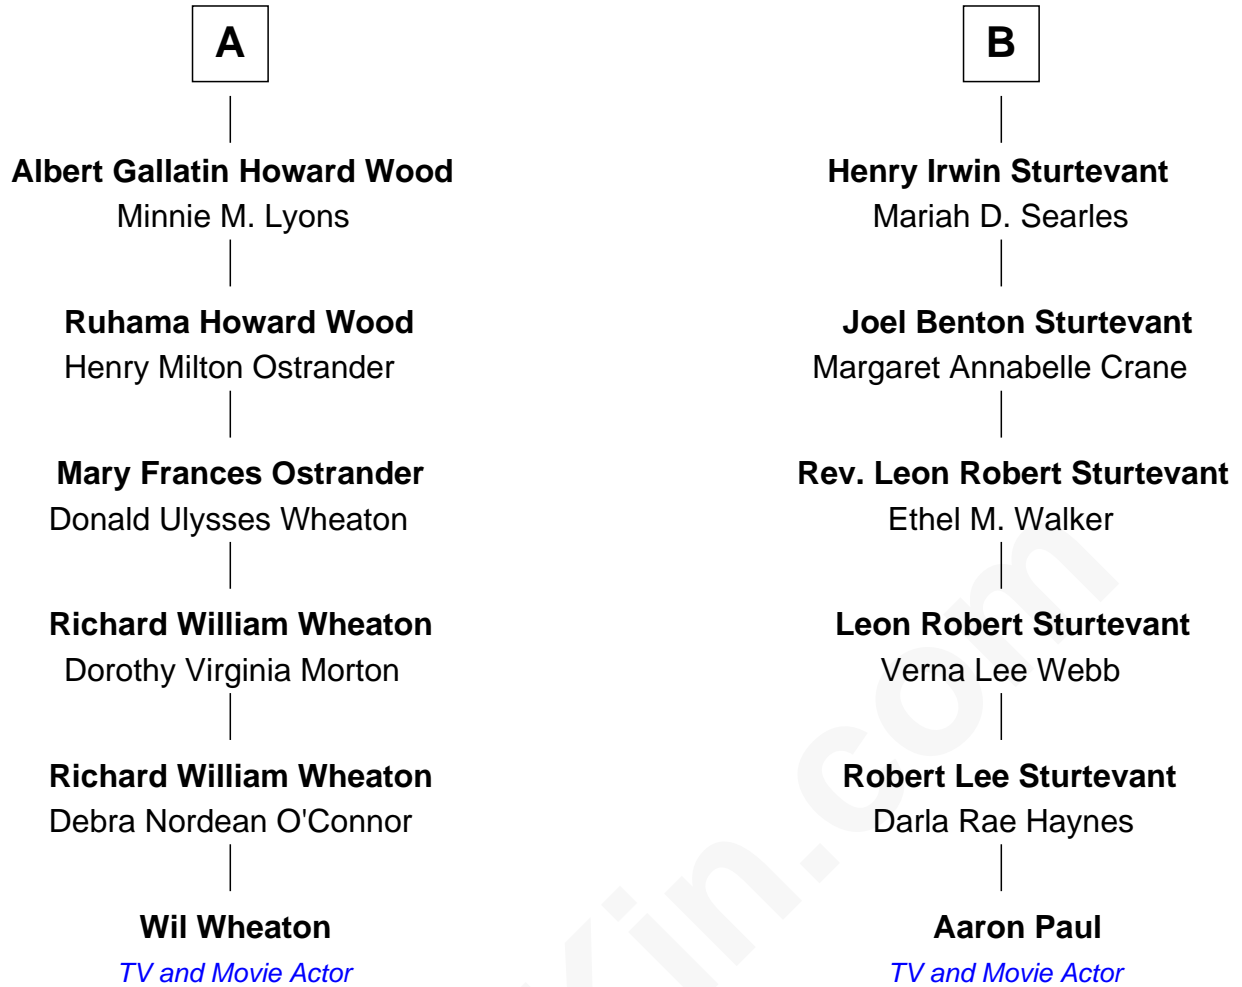 A
Albert Gallatin Howard Wood
Minnie M. Lyons
Ruhama Howard Wood
Henry Milton Ostrander
Mary Frances Ostrander
Donald Ulysses Wheaton
Richard William Wheaton
Dorothy Virginia Morton
Richard William Wheaton
Debra Nordean O'Connor
Wil Wheaton
TV and Movie Actor
B
Henry Irwin Sturtevant
Mariah D. Searles
Joel Benton Sturtevant
Margaret Annabelle Crane
Rev. Leon Robert Sturtevant
Ethel M. Walker
Leon Robert Sturtevant
Verna Lee Webb
Robert Lee Sturtevant
Darla Rae Haynes
Aaron Paul
TV and Movie Actor